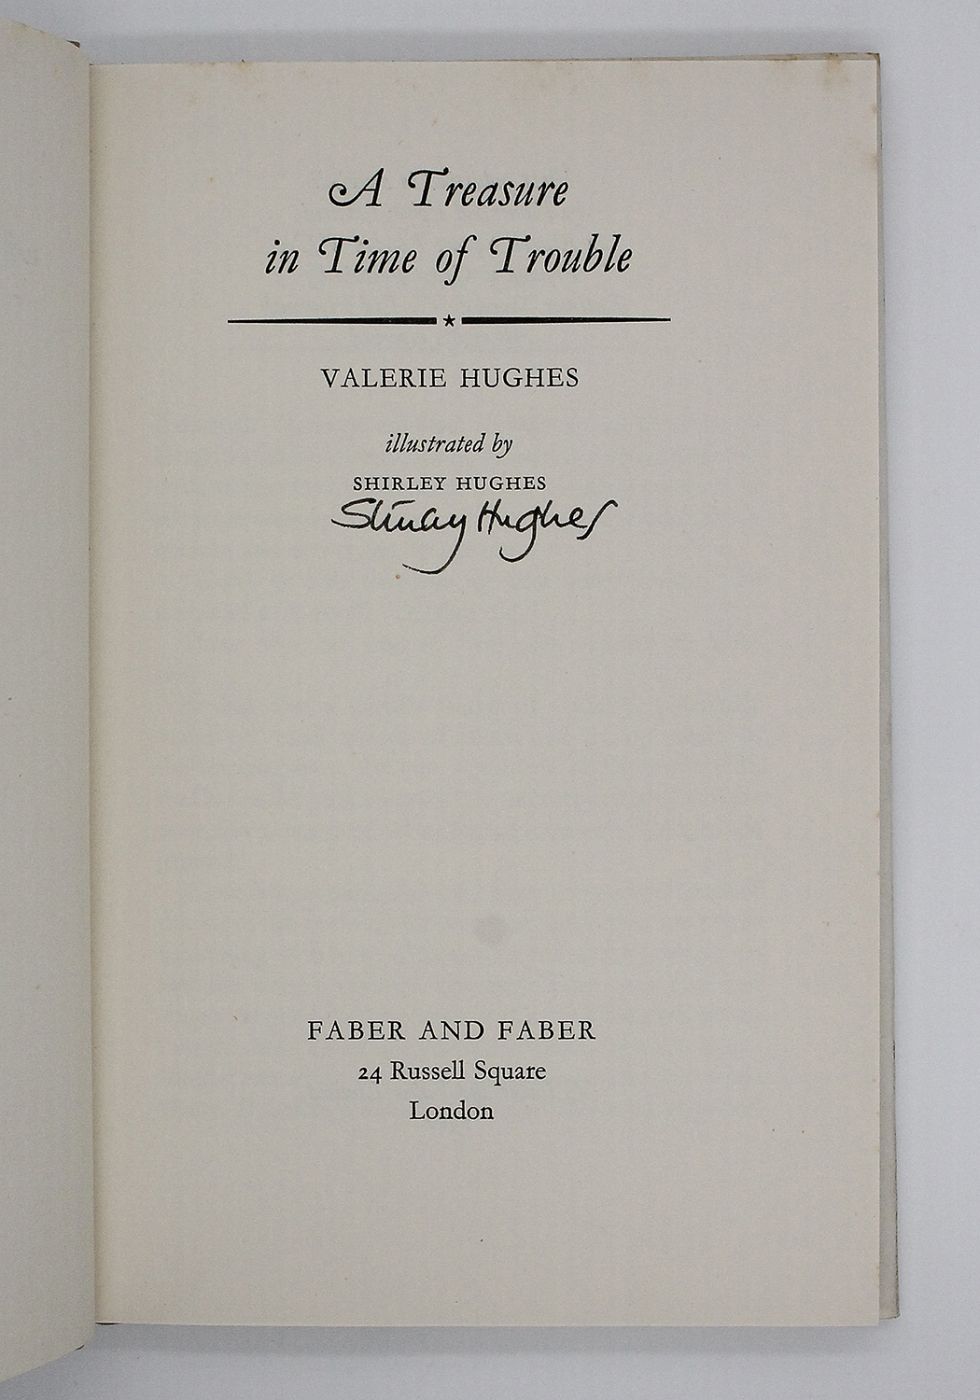 A Treasure
in Time of Trouble
VALERIE HUGHES
illustrated by
SHIRLEY HUGHES
Shirley Hughes
FABER AND FABER
24 Russell Square
London